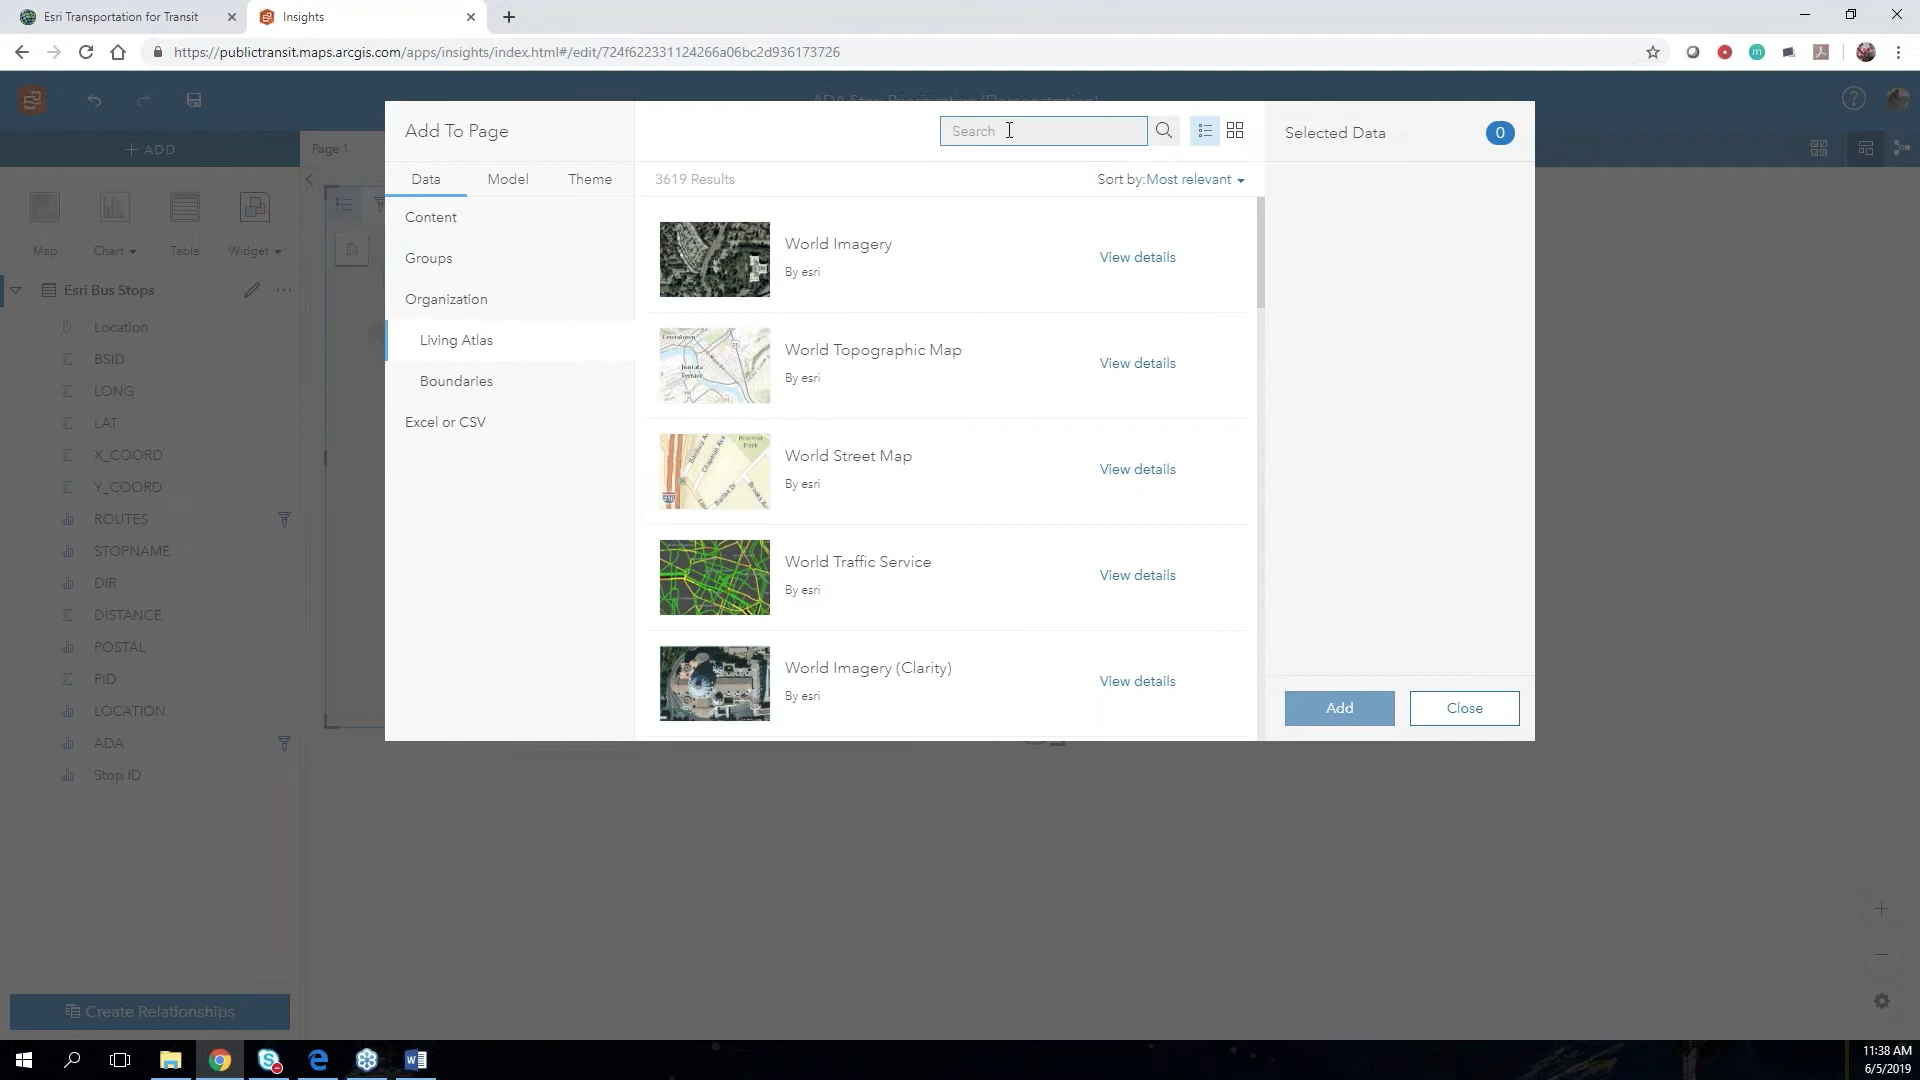 Esri Transportation for Transit
Insights
https://publictransit.maps.arcgis.com/apps/insights/index.html#/edit/724f622331124266a06bc2d936173726
ADA Stop Prioritization (Demonstration)
ADD
Page 1
Map
Chart
Table
Widget
Esri Bus Stops
Location
BSID
LONG
LAT
X_COORD
Y_COORD
ROUTES
STOPNAME
DIR
DISTANCE
POSTAL
PID
LOCATION
ADA
Stop ID
Create Relationships
Add To Page
Search
Selected Data
0
Data
Model
Theme
3619 Results
Sort by:Most relevant
Content
Groups
Organization
Living Atlas
Boundaries
Excel or CSV
World Imagery
By esri
View details
World Topographic Map
By esri
View details
World Street Map
By esri
View details
World Traffic Service
By esri
View details
World Imagery (Clarity)
By esri
View details
Add
Close
11:38 AM
6/5/2019